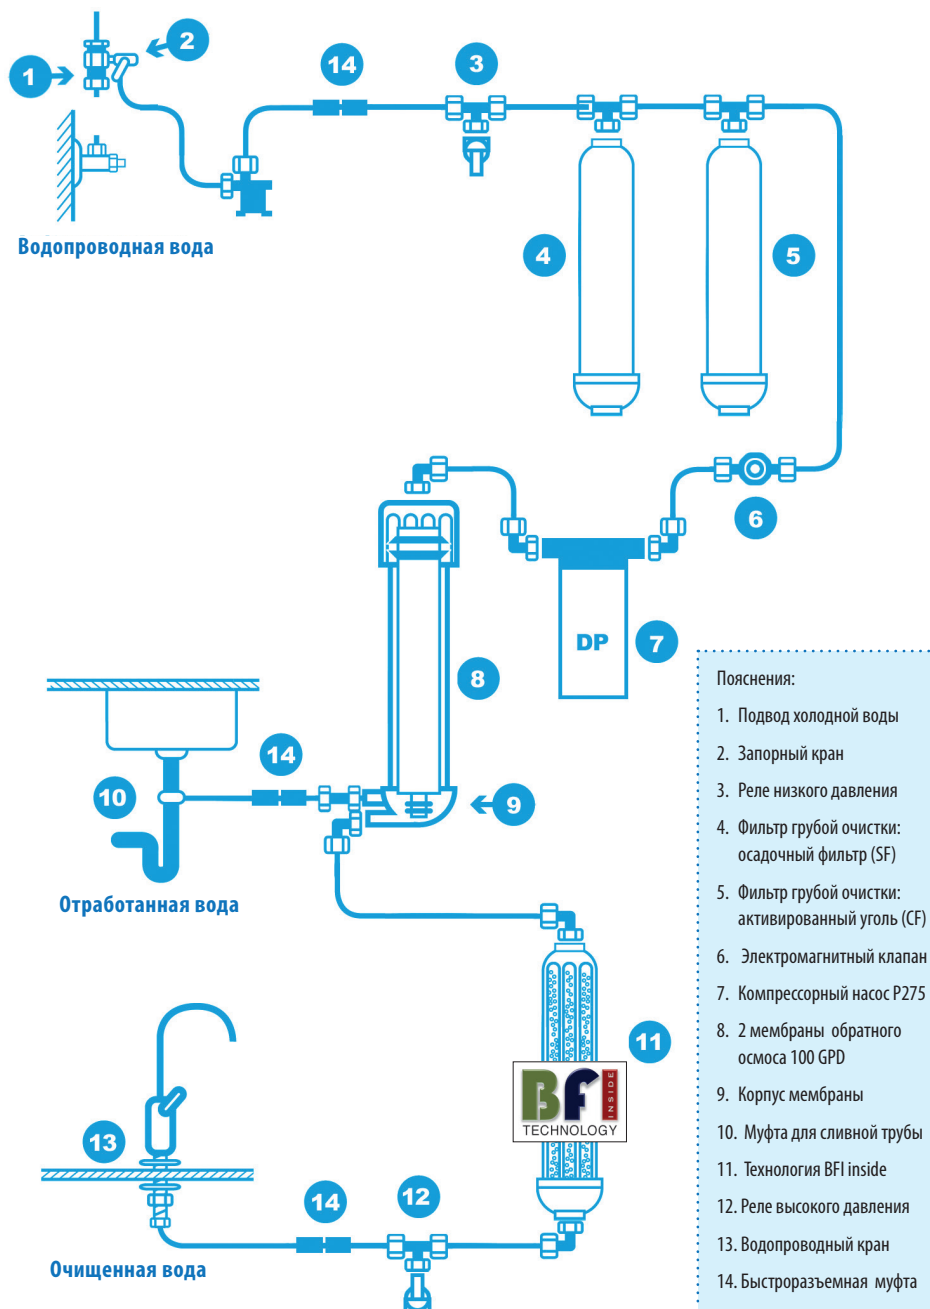 2
1
14
3
Водопроводная вода
4
5
6
DP
7
8
14
10
9
Отработанная вода
11
BFI
INSIDE
TECHNOLOGY
13
14
12
Очищенная вода
Пояснения:
1. Подвод холодной воды
2. Запорный кран
3. Реле низкого давления
4. Фильтр грубой очистки:
осадочный фильтр (SF)
5. Фильтр грубой очистки:
активированный уголь (CF)
6. Электромагнитный клапан
7. Компрессорный насос P275
8. 2 мембраны обратного
осмоса 100 GPD
9. Корпус мембраны
10. Муфта для сливной трубы
11. Технология BFI inside
12. Реле высокого давления
13. Водопроводный кран
14. Быстроразъемная муфта